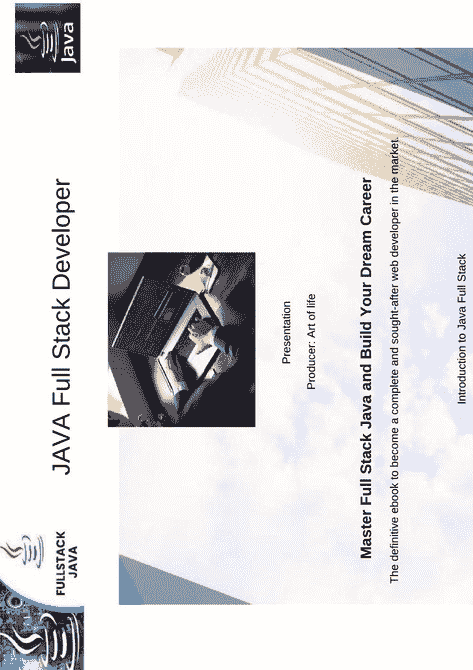 FULLSTACK
JAVA
JAVA Full Stack Developer
Java
Presentation
Producer: Art of life
Master Full Stack Java and Build Your Dream Career
The definitive ebook to become a complete and sought-after web developer in the market.
Introduction to Java Full Stack